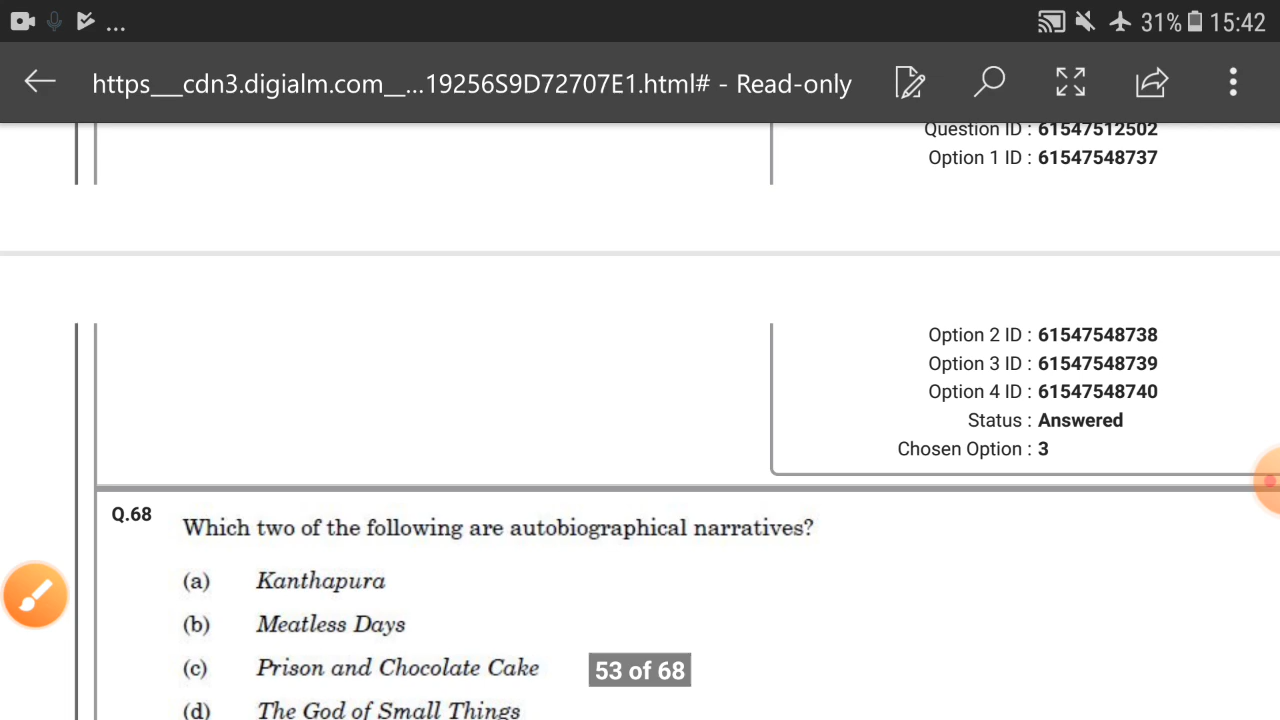 ...
31% 15:42
https___cdn3.digialm.com__...19256S9D72707E1.html# - Read-only
Question ID : 61547512502
Option 1 ID : 61547548737
Option 2 ID : 61547548738
Option 3 ID : 61547548739
Option 4 ID : 61547548740
Status : Answered
Chosen Option : 3
Q.68 Which two of the following are autobiographical narratives?
(a) Kanthapura
(b) Meatless Days
(c) Prison and Chocolate Cake
53 of 68
(d) The God of Small Things